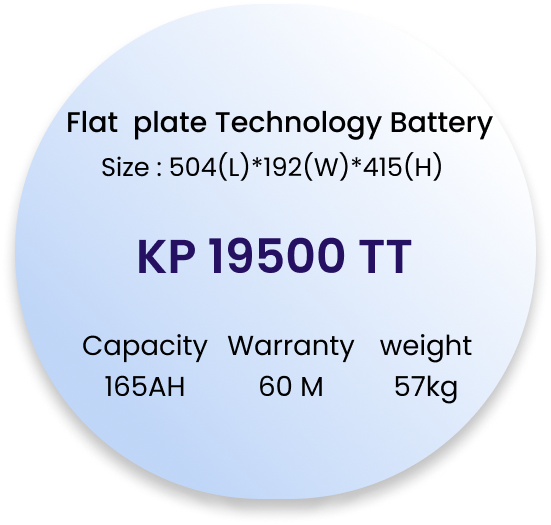 Flat plate Technology Battery
Size : 504(L)*192(W)*415(H)
KP 19500 TT
Capacity Warranty weight
165AH 60 M 57kg